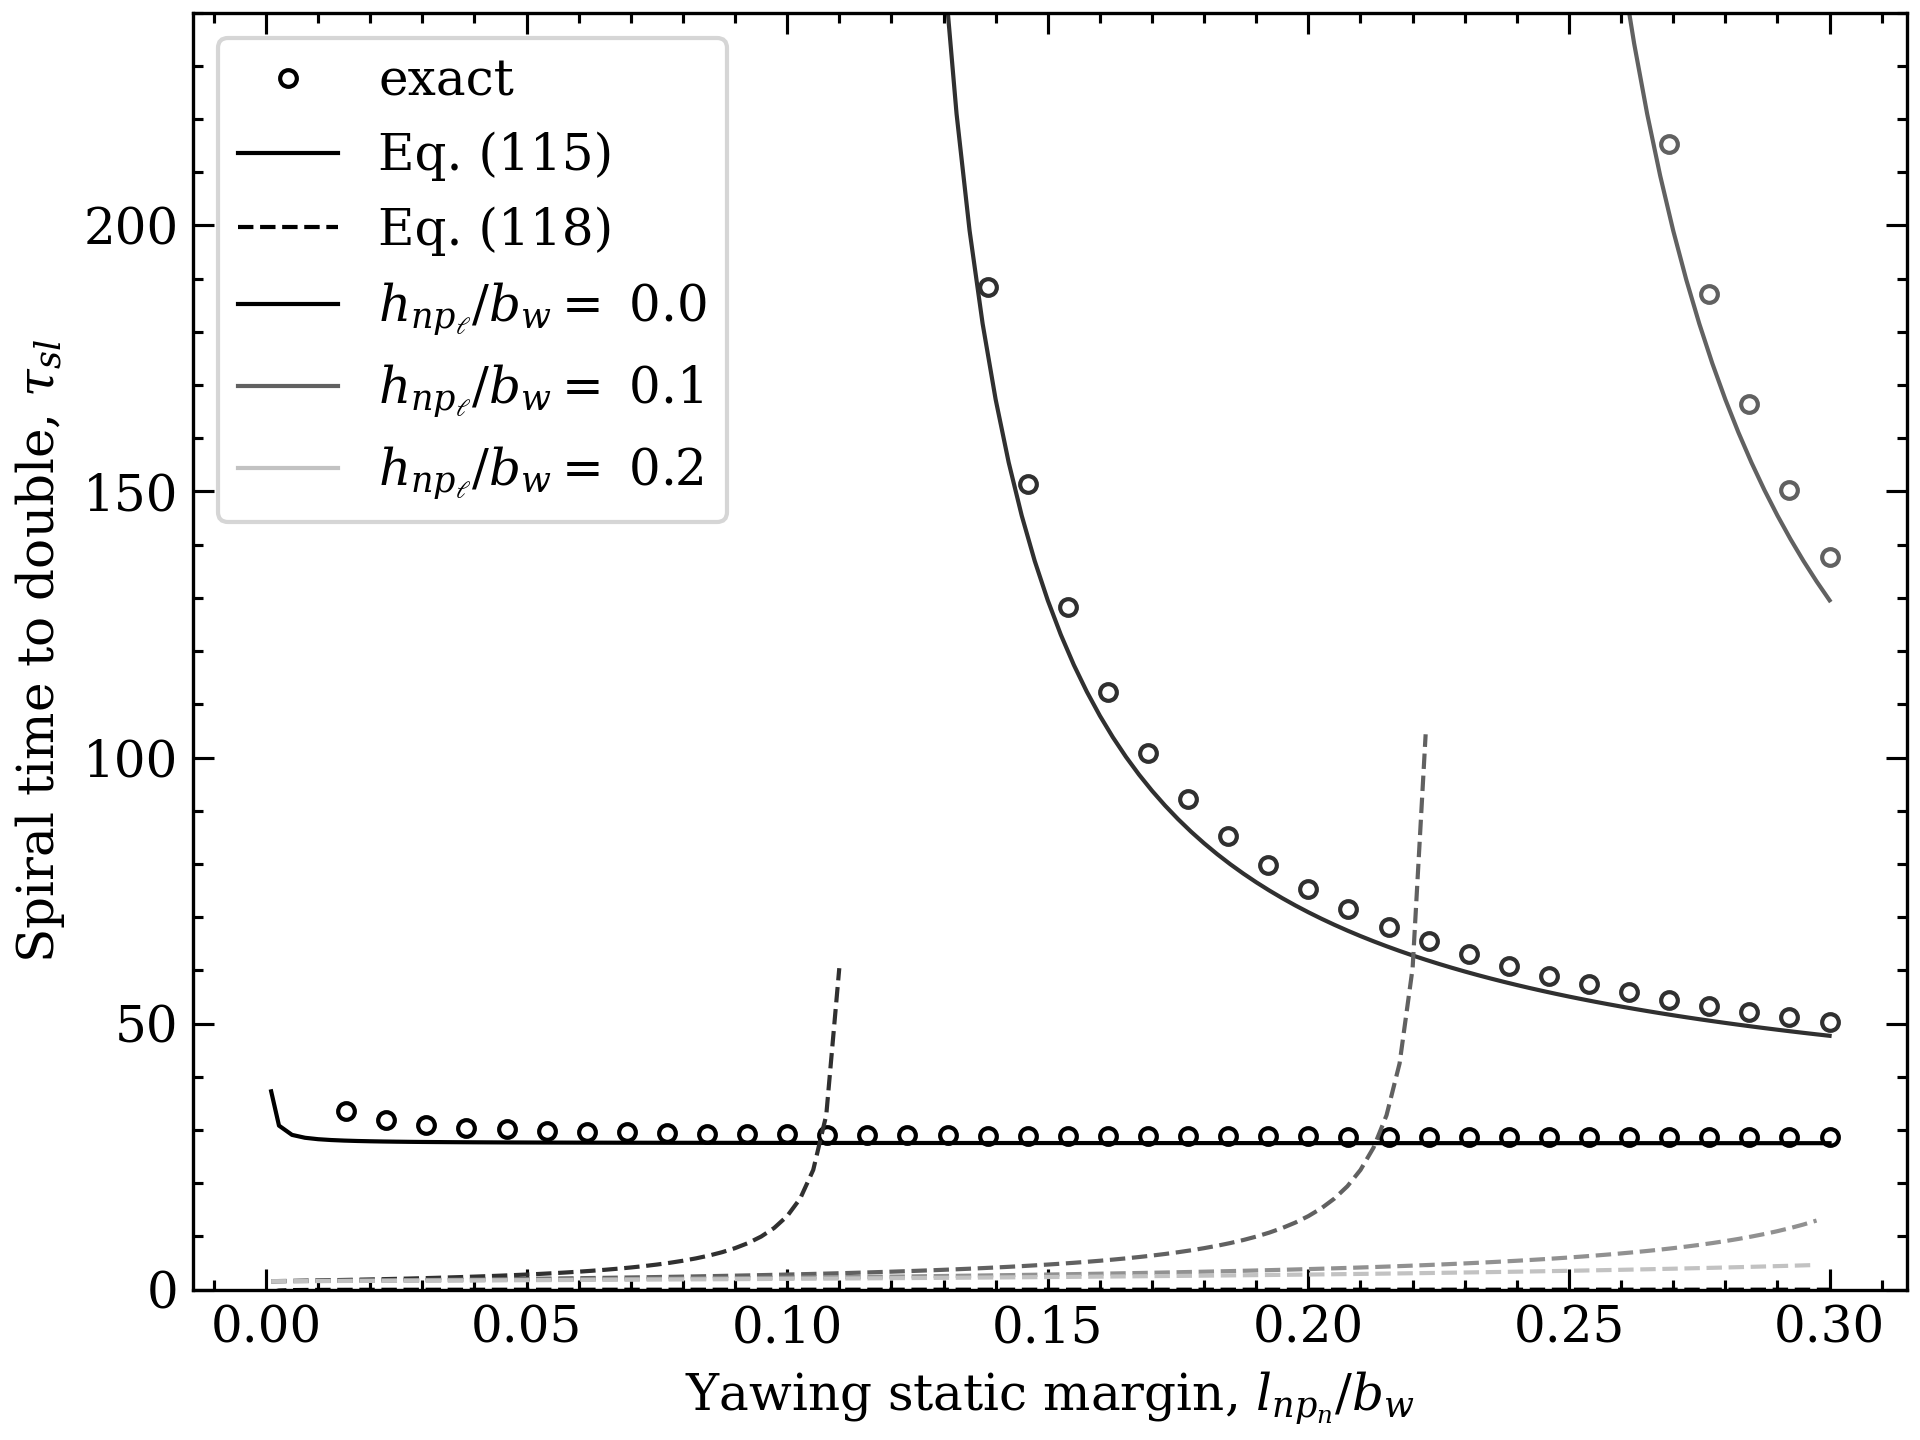 exact
Eq. (115)
Eq. (118)
h_{np_ℓ}/b_w = 0.0
h_{np_ℓ}/b_w = 0.1
h_{np_ℓ}/b_w = 0.2
Spiral time to double, τ_{sl}
200
150
100
50
0
0.00 0.05 0.10 0.15 0.20 0.25 0.30
Yawing static margin, l_{np_n}/b_w